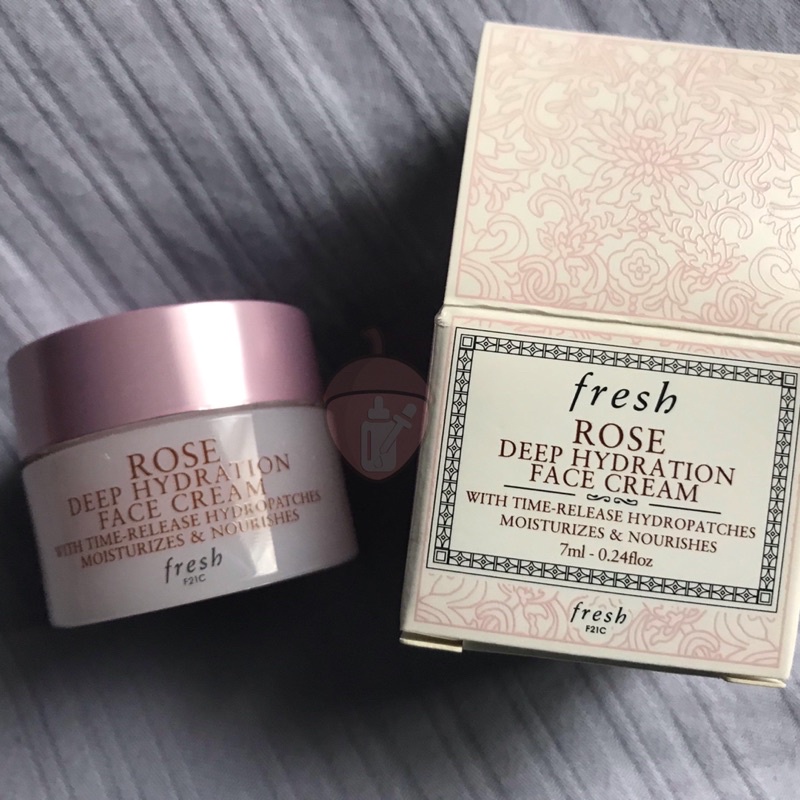 ROSE
DEEP HYDRATION
FACE CREAM
WITH TIME-RELEASE HYDROPATCHES
MOISTURIZES & NOURISHES
fresh
F21C
fresh
ROSE
DEEP HYDRATION
FACE CREAM
WITH TIME-RELEASE HYDROPATCHES
MOISTURIZES & NOURISHES
7ml - 0.24floz
fresh
F21C